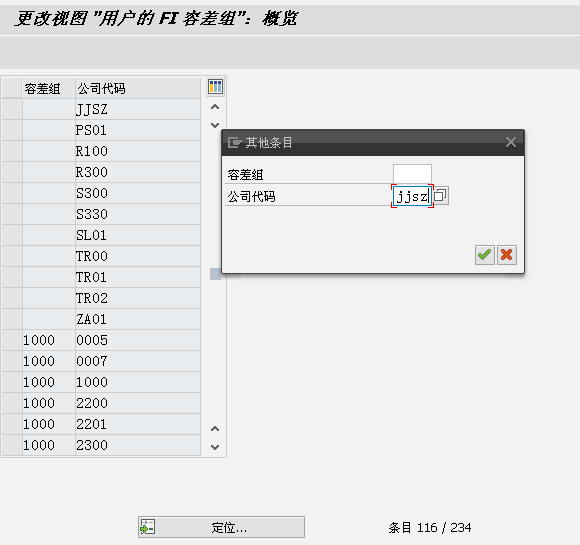 更改视图 "用户的 FI 容差组": 概览
容差组 公司代码
JJSZ
PS01
R100
R300
S300
S330
SL01
TR00
TR01
TR02
ZA01
1000 0005
1000 0007
1000 1000
1000 2200
1000 2201
1000 2300
其他条目
容差组
公司代码 jjsz
定位... 条目 116 / 234